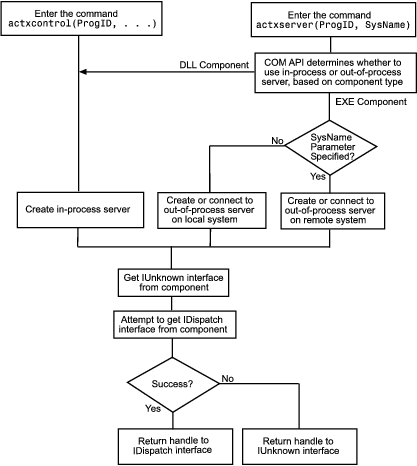 Enter the command
actxcontrol(ProgID, . . .)
Enter the command
actxserver(ProgID, SysName)
DLL Component
COM API determines whether to
use in-process or out-of-process
server, based on component type
EXE Component
No
SysName
Parameter
Specified?
Yes
Create in-process server
Create or connect to
out-of-process server
on local system
Create or connect to
out-of-process server
on remote system
Get IUnknown interface
from component
Attempt to get IDispatch
interface from component
Success?
No
Yes
Return handle to
IDispatch interface
Return handle to
IUnknown interface